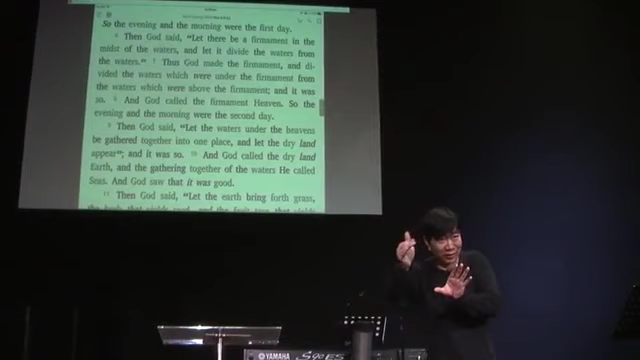 So the evening and the morning were the first day.
6 Then God said, “Let there be a firmament in the
midst of the waters, and let it divide the waters from
the waters.” 7 Thus God made the firmament, and di-
vided the waters which were under the firmament from
the waters which were above the firmament; and it was
so. 8 And God called the firmament Heaven. So the
evening and the morning were the second day.
9 Then God said, “Let the waters under the heavens
be gathered together into one place, and let the dry land
appear”; and it was so. 10 And God called the dry land
Earth, and the gathering together of the waters He called
Seas. And God saw that it was good.
11 Then God said, “Let the earth bring forth grass,
YAMAHA